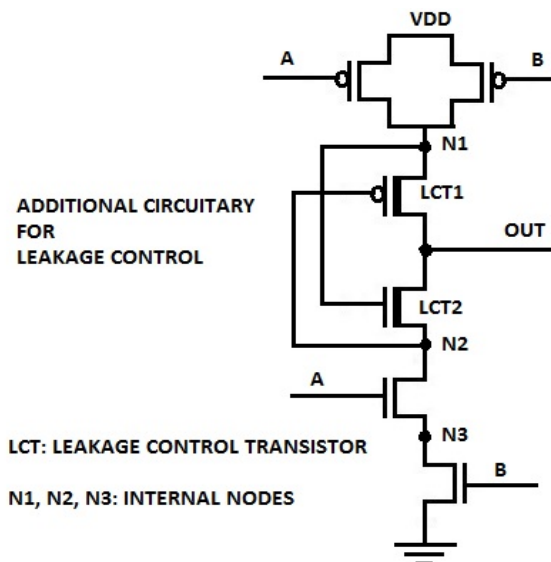 VDD
A
B
N1
LCT1
ADDITIONAL CIRCUITARY
FOR
LEAKAGE CONTROL
OUT
LCT2
N2
A
N3
LCT: LEAKAGE CONTROL TRANSISTOR
B
N1, N2, N3: INTERNAL NODES